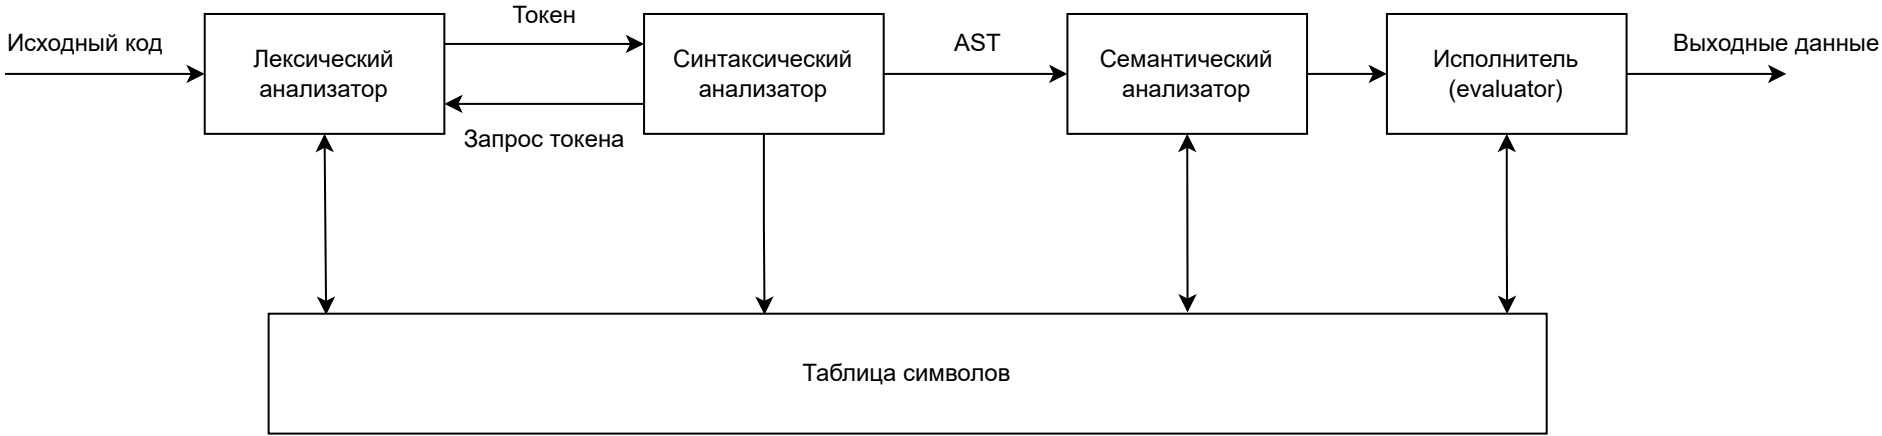 Исходный код
Лексический
анализатор
Токен
Запрос токена
Синтаксический
анализатор
AST
Семантический
анализатор
Исполнитель
(evaluator)
Выходные данные
Таблица символов